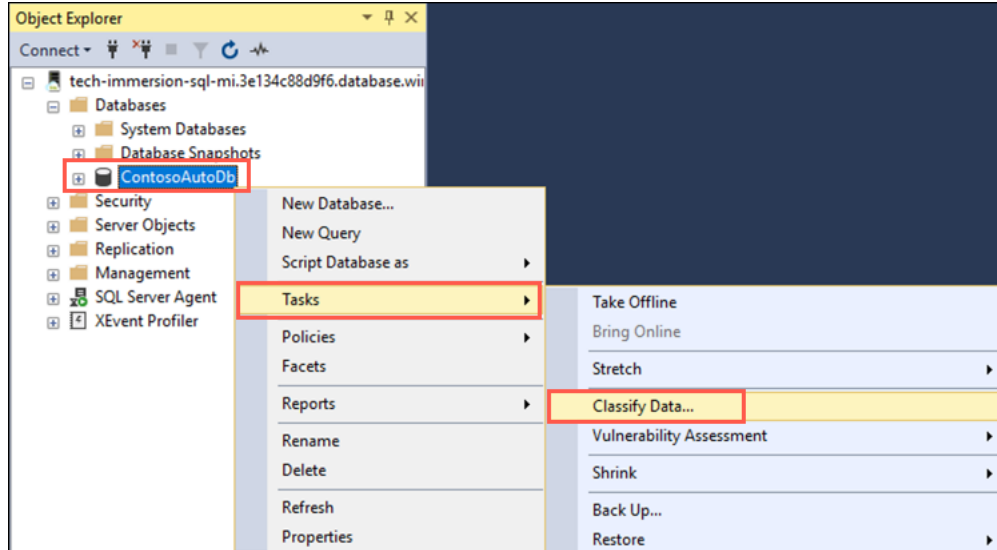 Object Explorer
Connect
tech-immersion-sql-mi.3e134c88d9f6.database.wi
Databases
System Databases
Database Snapshots
ContosoAutoDb
Security
Server Objects
Replication
Management
SQL Server Agent
XEvent Profiler
New Database...
New Query
Script Database as
Tasks
Policies
Facets
Reports
Rename
Delete
Refresh
Properties
Take Offline
Bring Online
Stretch
Classify Data...
Vulnerability Assessment
Shrink
Back Up...
Restore